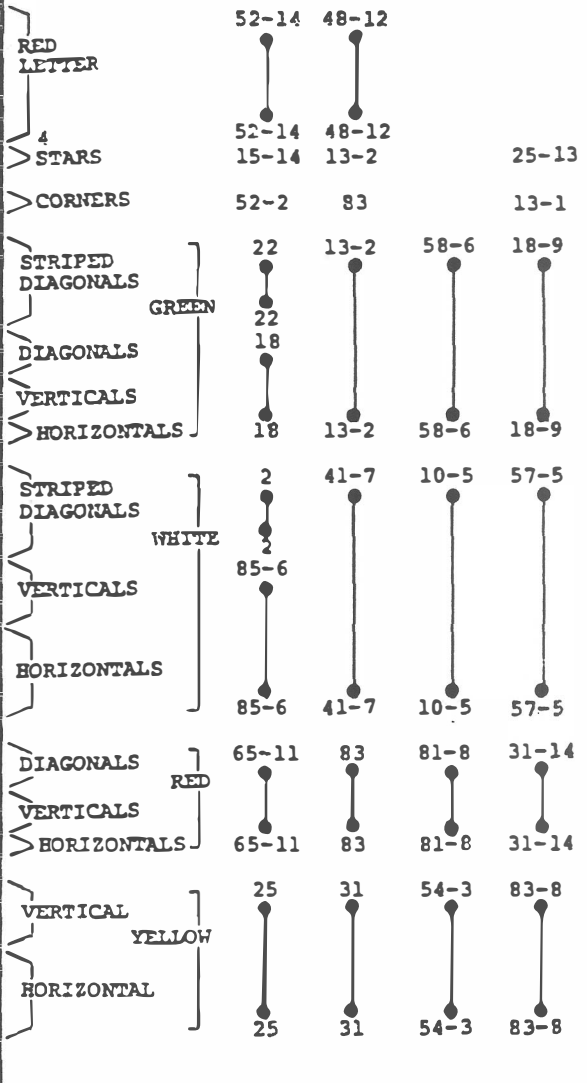 52-14 48-12
RED
LETTER
52-14 48-12
4
STARS 15-14 13-2 25-13
CORNERS 52-2 83 13-1
22 13-2 58-6 18-9
STRIPED
DIAGONALS
GREEN
22
18
DIAGONALS
VERTICALS
HORIZONTALS 18 13-2 58-6 18-9
2 41-7 10-5 57-5
STRIPED
DIAGONALS
WHITE
2
85-6
VERTICALS
HORIZONTALS
85-6 41-7 10-5 57-5
DIAGONALS 65-11 83 81-8 31-14
RED
VERTICALS
HORIZONTALS 65-11 83 81-8 31-14
25 31 54-3 83-8
VERTICAL
YELLOW
HORIZONTAL
25 31 54-3 83-8